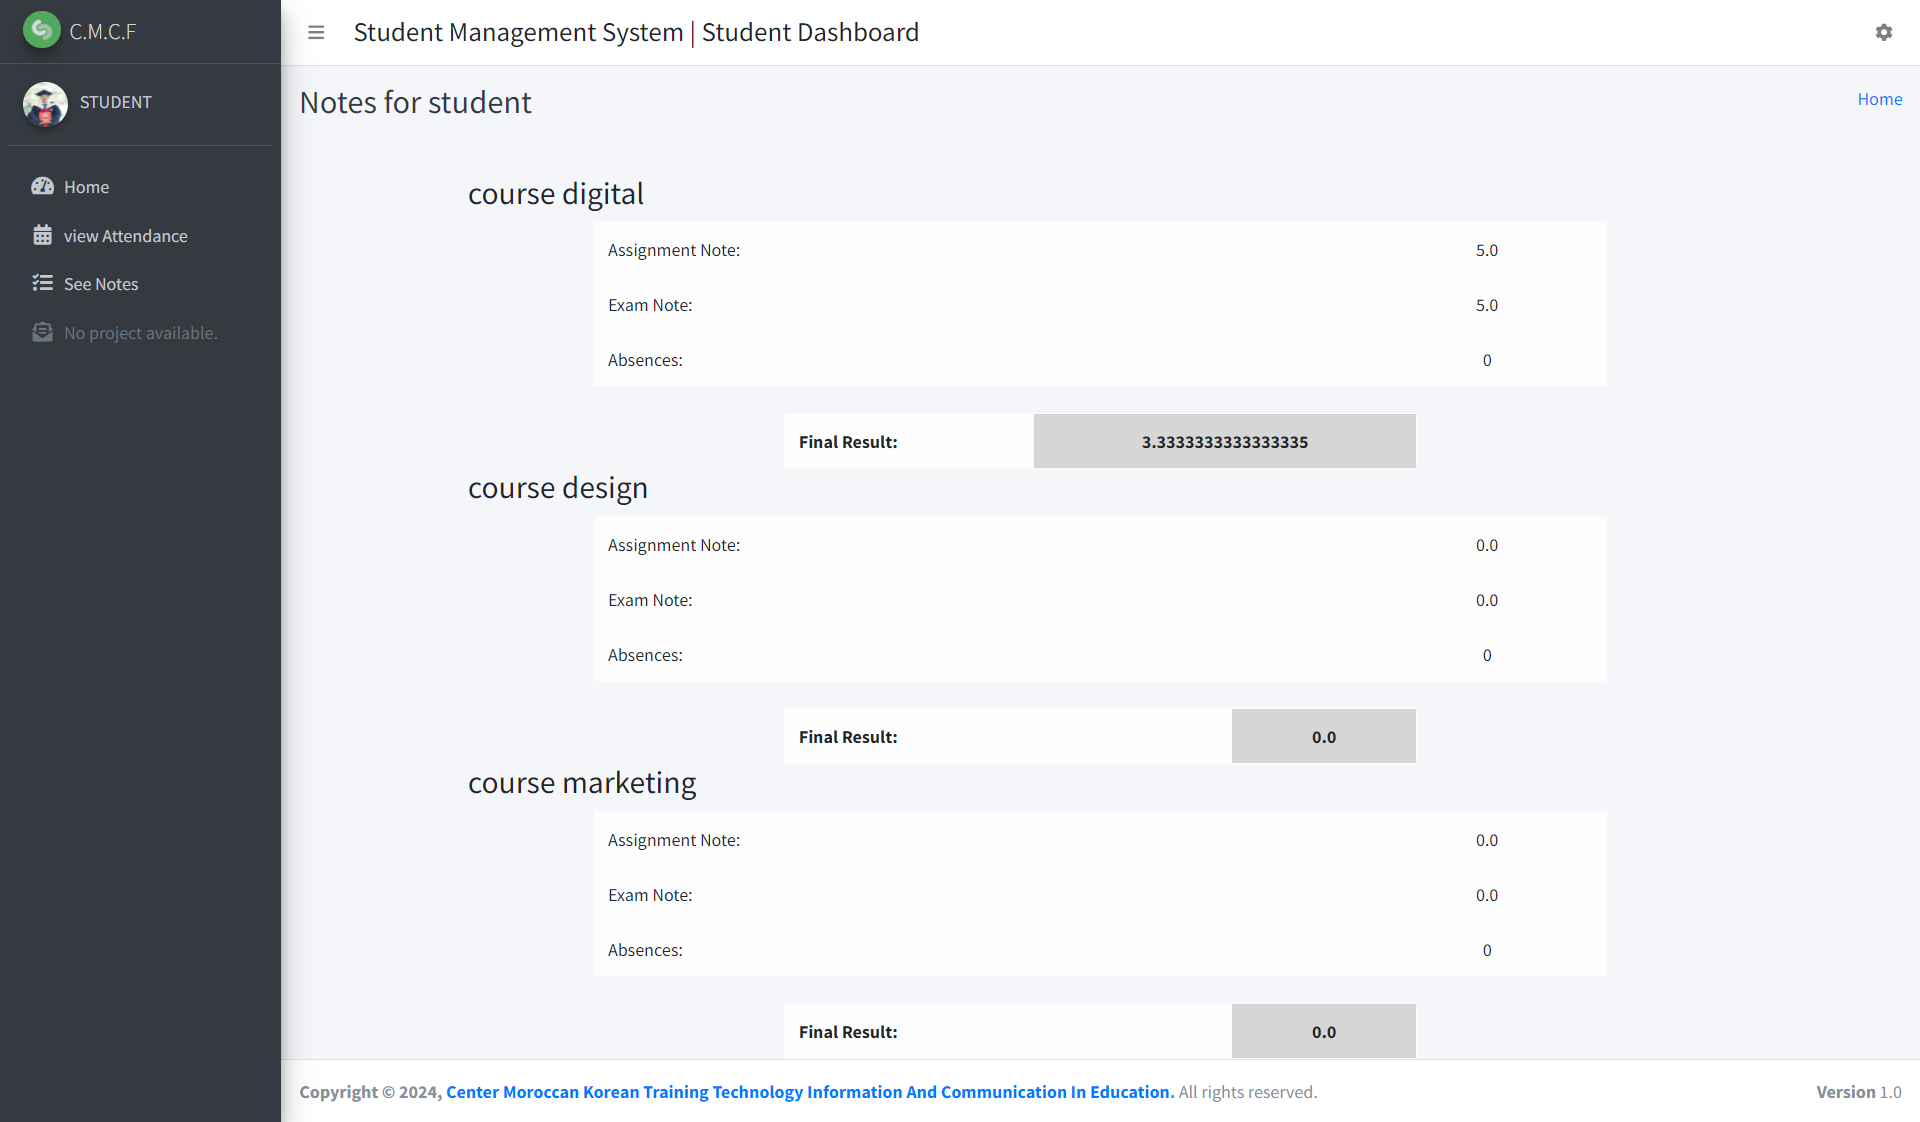 C.M.C.F
Student Management System | Student Dashboard
STUDENT
Home
view Attendance
See Notes
No project available.
Notes for student
Home
course digital
Assignment Note: 5.0
Exam Note: 5.0
Absences: 0
Final Result: 3.3333333333333335
course design
Assignment Note: 0.0
Exam Note: 0.0
Absences: 0
Final Result: 0.0
course marketing
Assignment Note: 0.0
Exam Note: 0.0
Absences: 0
Final Result: 0.0
Copyright © 2024, Center Moroccan Korean Training Technology Information And Communication In Education. All rights reserved.
Version 1.0